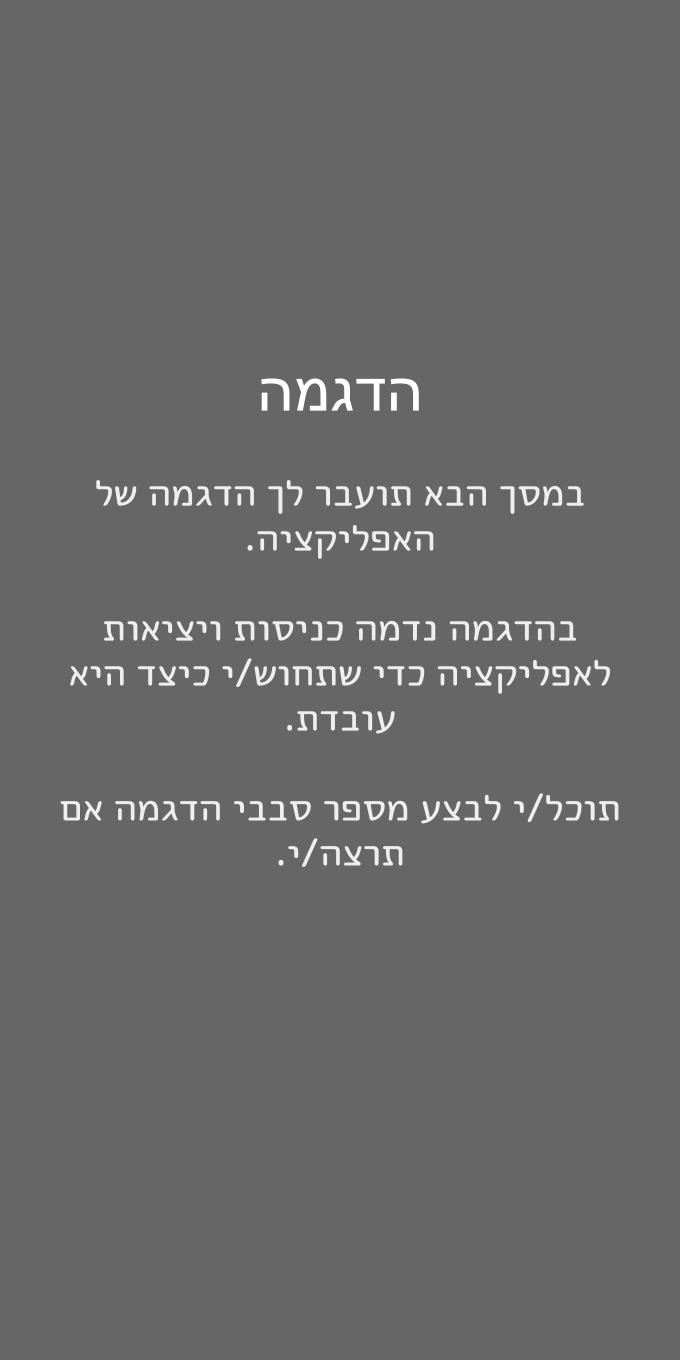 הדגמה
במסך הבא תועבר לך הדגמה של
האפליקציה.
בהדגמה נדמה כניסות ויציאות
לאפליקציה כדי שתחוש/י כיצד היא
עובדת.
תוכל/י לבצע מספר סבבי הדגמה אם
תרצה/י.